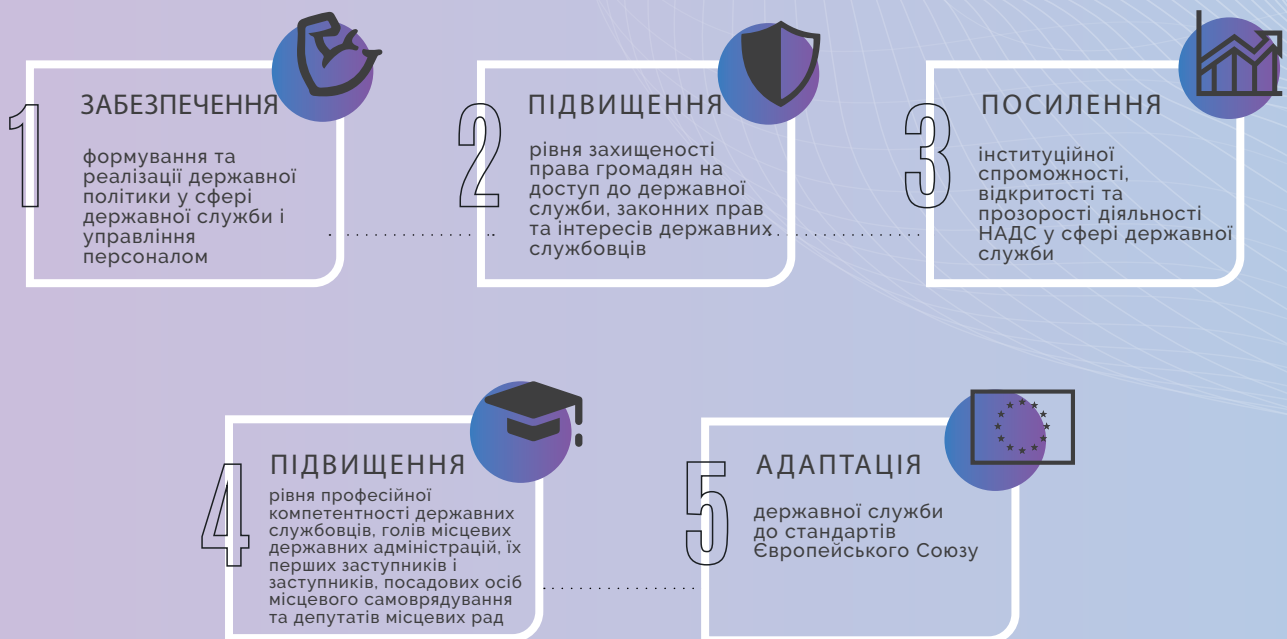 1
ЗАБЕЗПЕЧЕННЯ
формування та
реалізації державної
політики у сфері
державної служби і
управління
персоналом
2
ПІДВИЩЕННЯ
рівня захищеності
права громадян на
доступ до державної
служби, законних прав
та інтересів державних
службовців
3
ПОСИЛЕННЯ
інституційної
спроможності,
відкритості та
прозорості діяльності
НАДС у сфері державної
служби
4
ПІДВИЩЕННЯ
рівня професійної
компетентності державних
службовців, голів місцевих
державних адміністрацій, їх
перших заступників і
заступників, посадових осіб
місцевого самоврядування
та депутатів місцевих рад
5
АДАПТАЦІЯ
державної служби
до стандартів
Європейського Союзу